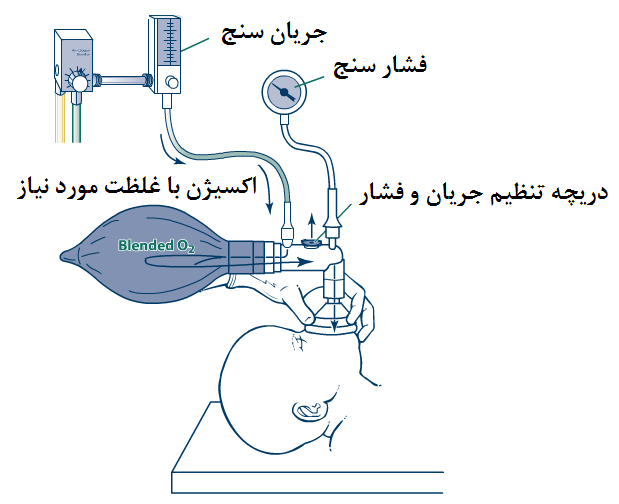 جریان سنج
فشار سنج
اکسیژن با غلظت مورد نیاز
دریچه تنظیم جریان و فشار
Blended O₂